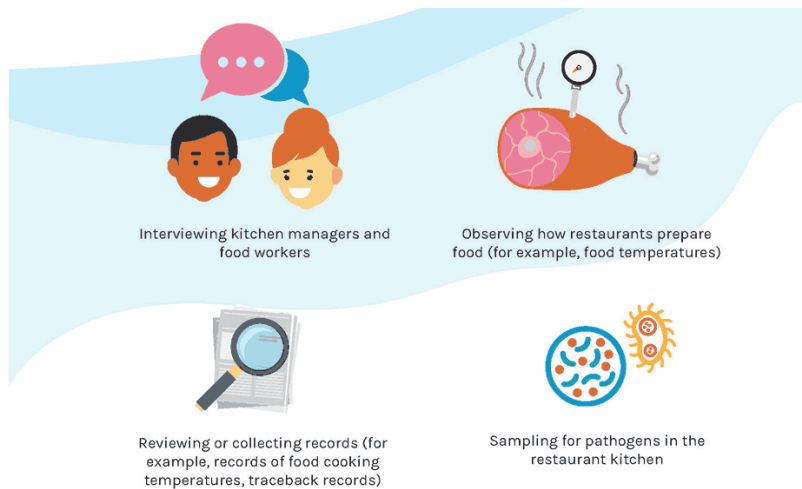 Interviewing kitchen managers and
food workers
Observing how restaurants prepare
food (for example, food temperatures)
Reviewing or collecting records (for
example, records of food cooking
temperatures, traceback records)
Sampling for pathogens in the
restaurant kitchen